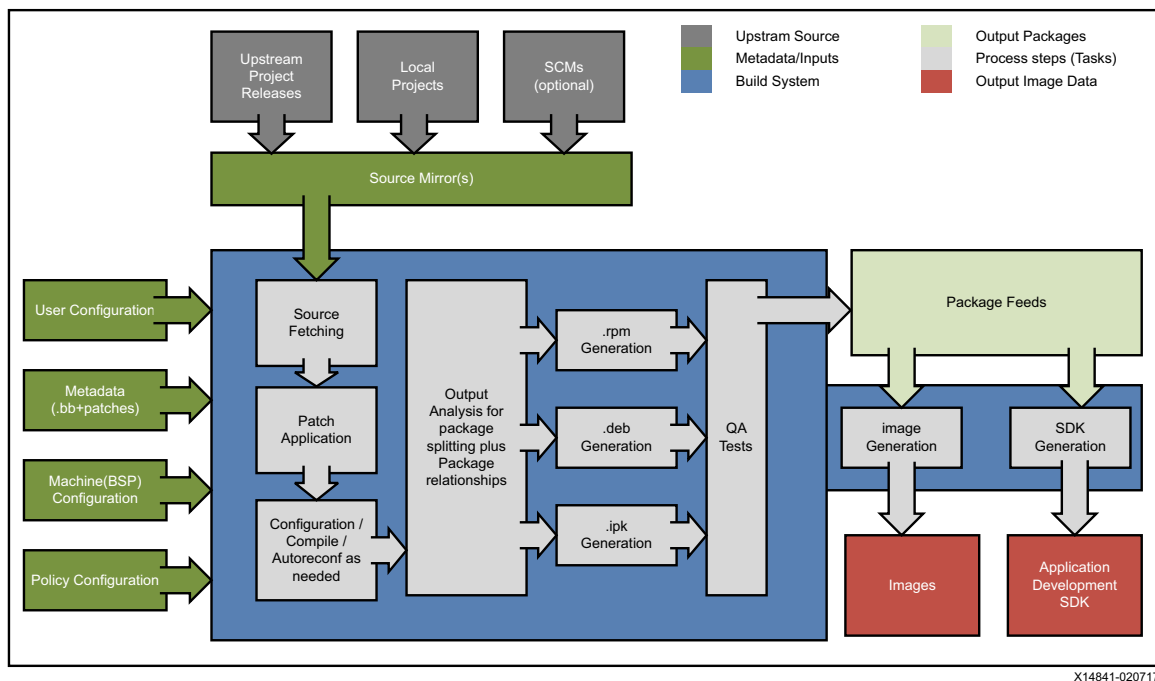 Upstream
Project
Releases
Local
Projects
SCMs
(optional)
Upstram Source
Metadata/Inputs
Build System
Output Packages
Process steps (Tasks)
Output Image Data
Source Mirror(s)
User Configuration
Metadata
(.bb+patches)
Machine(BSP)
Configuration
Policy Configuration
Source
Fetching
Patch
Application
Configuration /
Compile /
Autoreconf as
needed
Output
Analysis for
package
splitting plus
Package
relationships
.rpm
Generation
.deb
Generation
.ipk
Generation
QA
Tests
Package Feeds
image
Generation
SDK
Generation
Images
Application
Development
SDK
X14841-020717